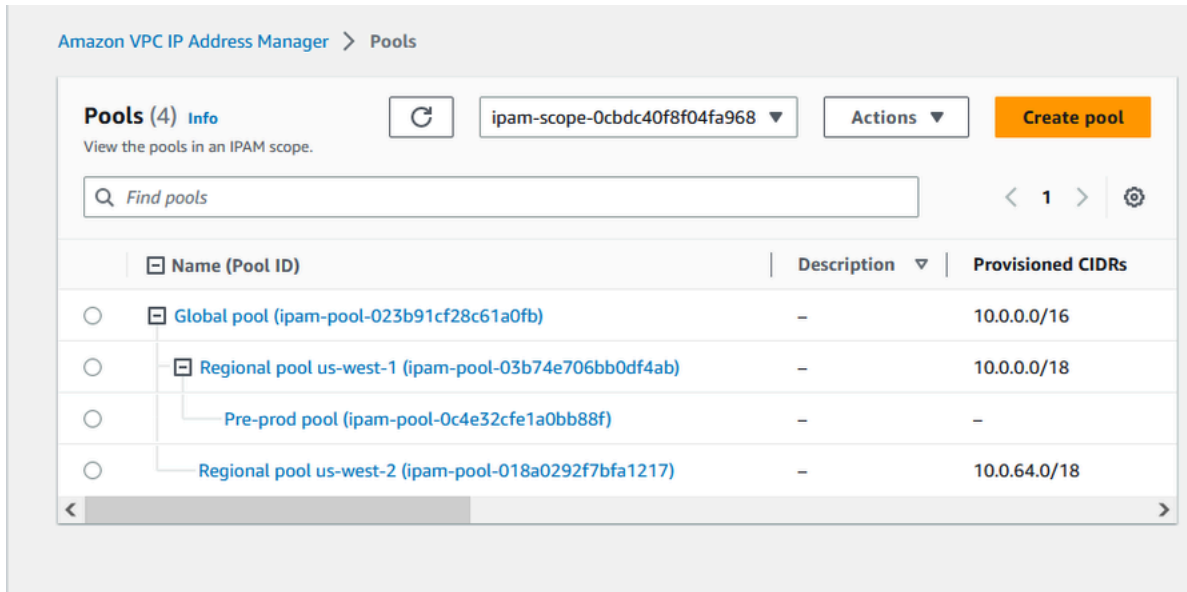 Amazon VPC IP Address Manager > Pools
Pools (4) Info
ipam-scope-0cbdc40f8f04fa968
Actions
Create pool
View the pools in an IPAM scope.
Find pools
1
Name (Pool ID) Description Provisioned CIDRs
Global pool (ipam-pool-023b91cf28c61a0fb) – 10.0.0.0/16
Regional pool us-west-1 (ipam-pool-03b74e706bb0df4ab) – 10.0.0.0/18
Pre-prod pool (ipam-pool-0c4e32cfe1a0bb88f) – –
Regional pool us-west-2 (ipam-pool-018a0292f7bfa1217) – 10.0.64.0/18